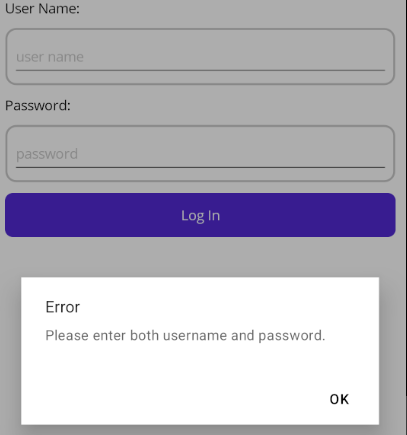 User Name:
user name
Password:
password
Log In
Error
Please enter both username and password.
OK